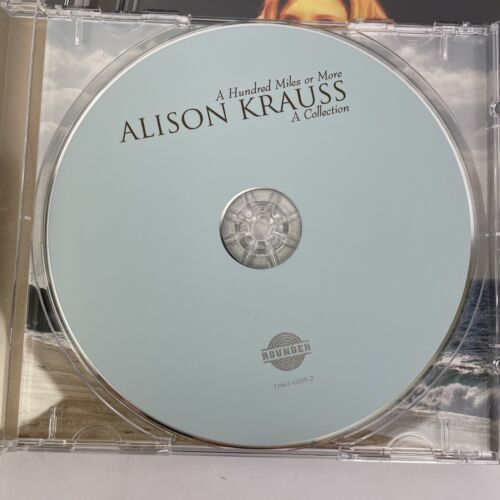 A Hundred Miles or More
ALISON KRAUSS
A Collection
ROUNDER
11661-0555-2